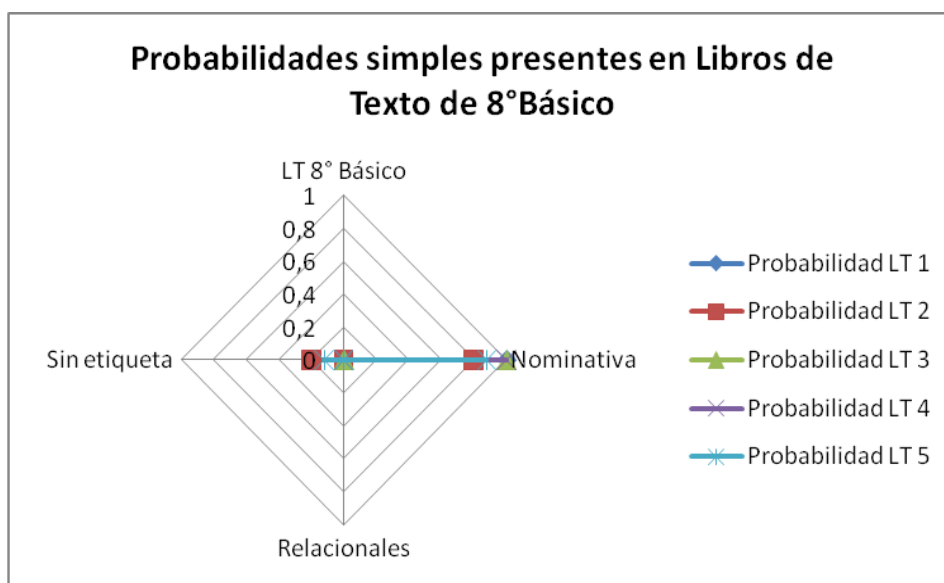 Probabilidades simples presentes en Libros de
Texto de 8°Básico
LT 8° Básico
1
0,8
0,6
0,4
0,2
0
Sin etiqueta
Nominativa
Relacionales
Probabilidad LT 1
Probabilidad LT 2
Probabilidad LT 3
Probabilidad LT 4
Probabilidad LT 5